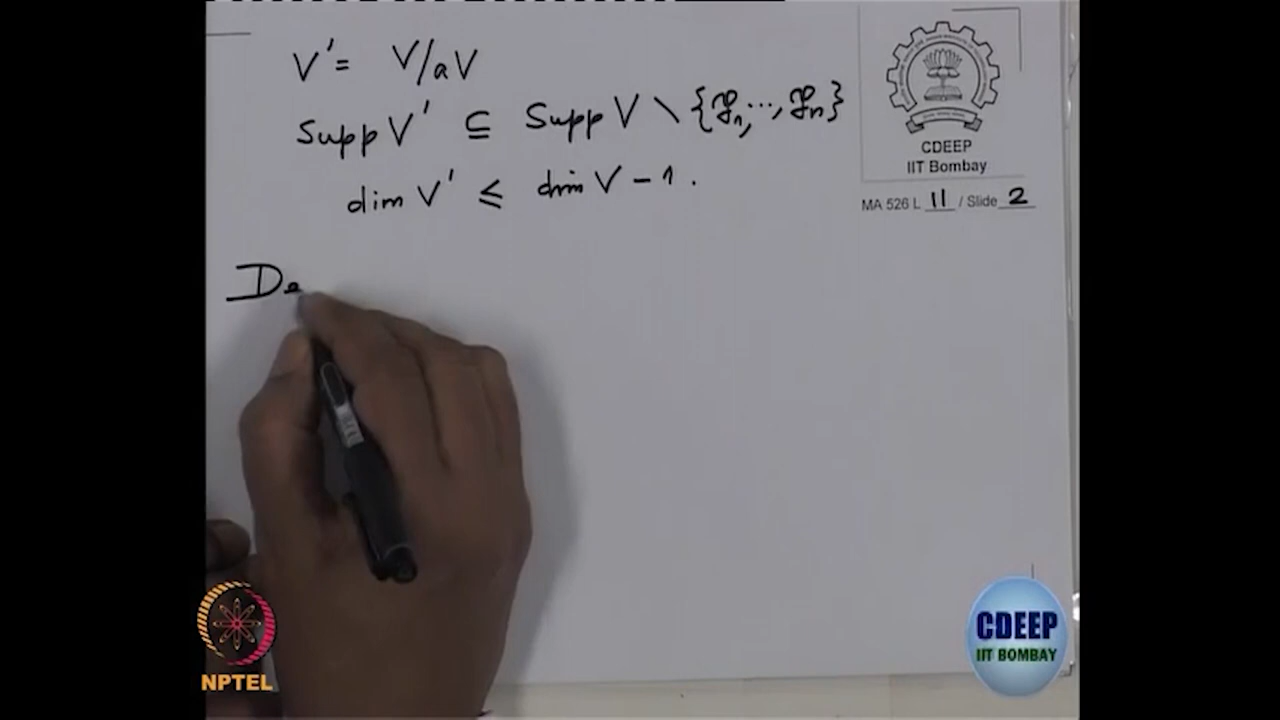 V' = V/aV
Supp V' ⊆ Supp V \ {𝔭₁, ..., 𝔭ₙ}
dim V' ≤ dim V - 1.
De
CDEEP
IIT Bombay
MA 526 L 11 / Slide 2
NPTEL
CDEEP
IIT BOMBAY